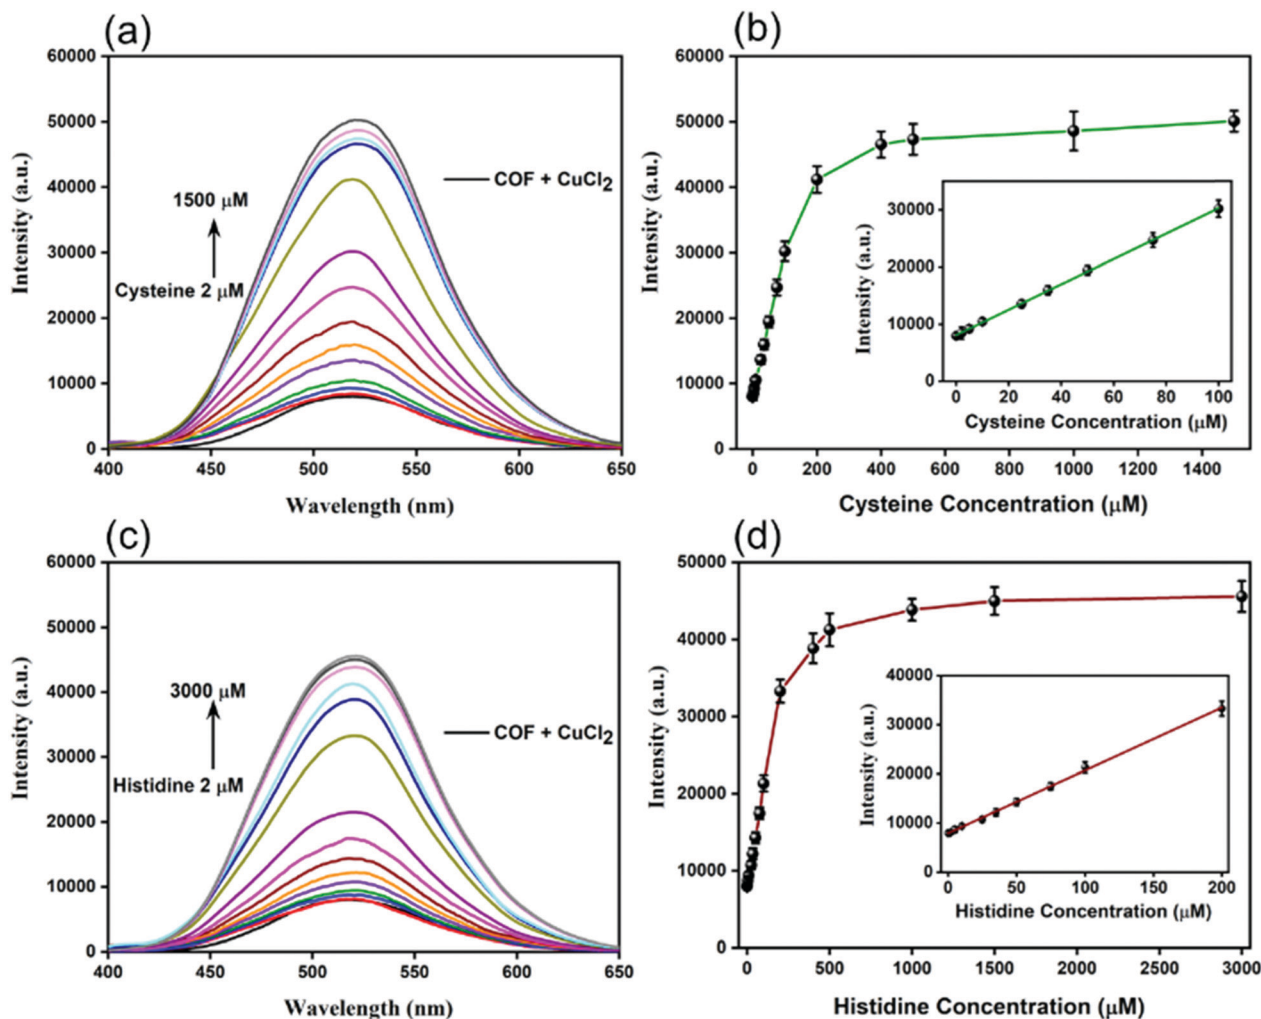 (a)
60000
50000
40000
30000
20000
10000
0
Intensity (a.u.)
1500 μM
Cysteine 2 μM
COF + CuCl2
400 450 500 550 600 650
Wavelength (nm)
(b)
60000
50000
40000
30000
20000
10000
0
Intensity (a.u.)
30000
20000
10000
0
Intensity (a.u.)
0 20 40 60 80 100
Cysteine Concentration (μM)
0 200 400 600 800 1000 1200 1400
Cysteine Concentration (μM)
(c)
60000
50000
40000
30000
20000
10000
0
Intensity (a.u.)
3000 μM
Histidine 2 μM
COF + CuCl2
400 450 500 550 600 650
Wavelength (nm)
(d)
50000
40000
30000
20000
10000
0
Intensity (a.u.)
40000
30000
20000
10000
0
Intensity (a.u.)
0 50 100 150 200
Histidine Concentration (μM)
0 500 1000 1500 2000 2500 3000
Histidine Concentration (μM)